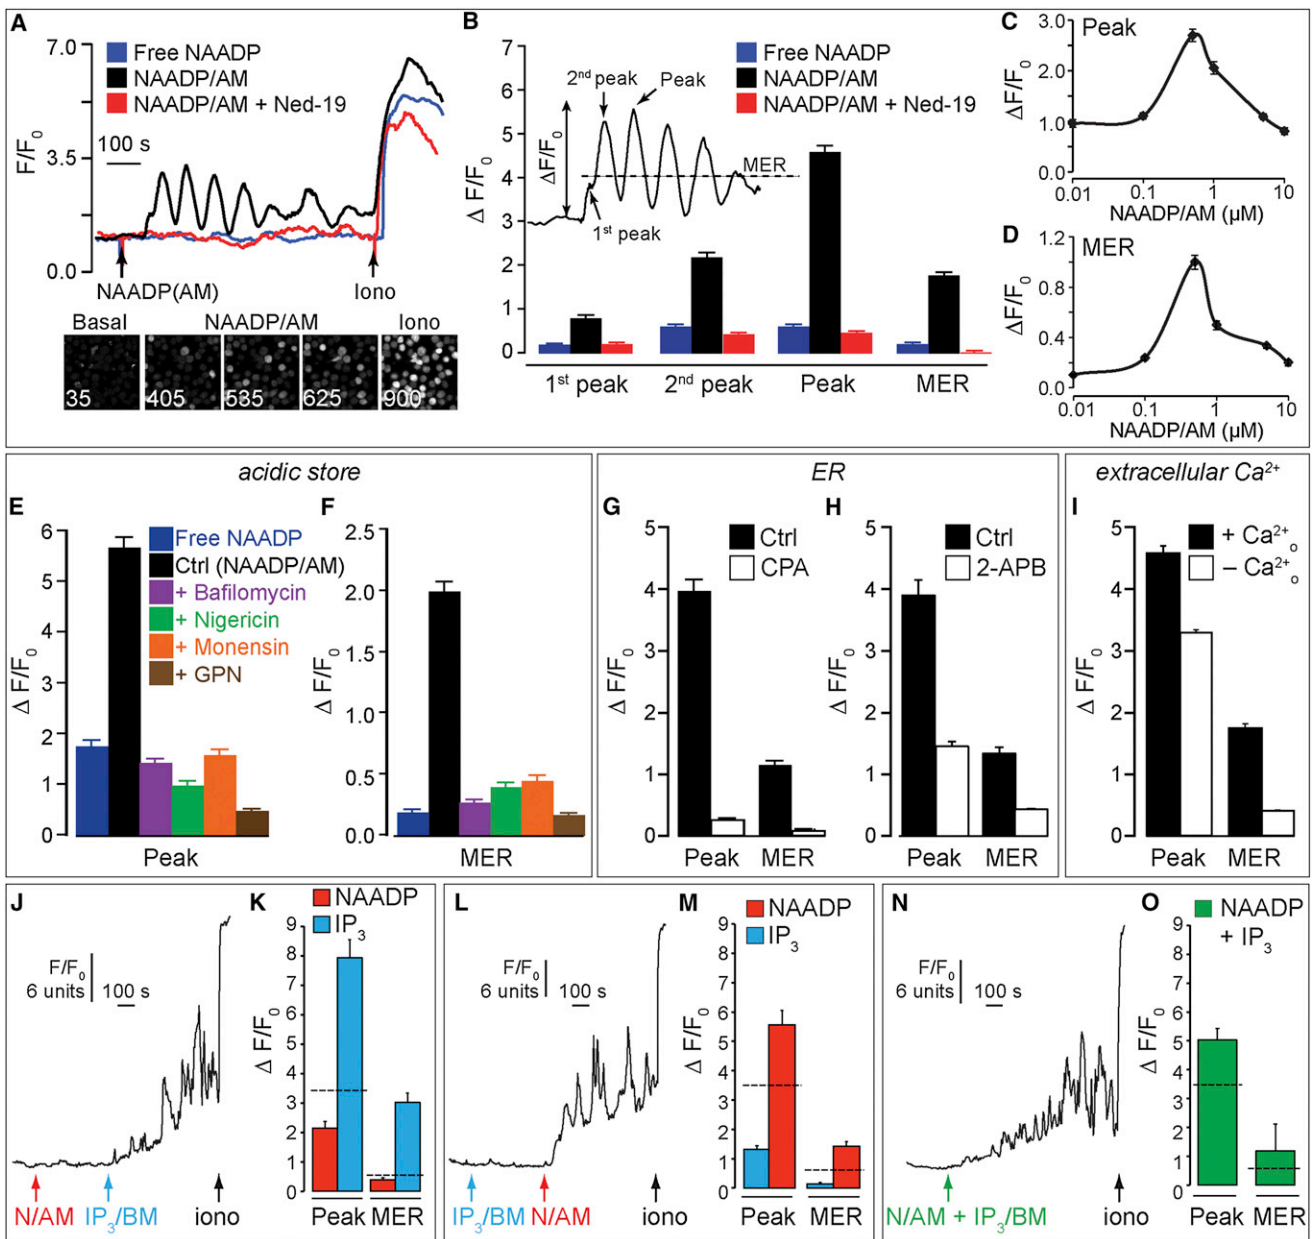 A
7.0
3.5
0.0
F/F0
Free NAADP
NAADP/AM
NAADP/AM + Ned-19
100 s
NAADP(AM)
Iono
Basal
NAADP/AM
Iono
35
405
535
625
900
B
7
6
5
4
3
2
1
0
Δ F/F0
Free NAADP
NAADP/AM
NAADP/AM + Ned-19
2nd peak
Peak
ΔF/F0
MER
1st peak
1st peak
2nd peak
Peak
MER
C
Peak
3.0
2.0
1.0
0.0
ΔF/F0
0.01
0.1
1
10
NAADP/AM (µM)
D
MER
1.2
0.8
0.4
0.0
ΔF/F0
0.01
0.1
1
10
NAADP/AM (µM)
acidic store
E
6
5
4
3
2
1
0
Δ F/F0
Free NAADP
Ctrl (NAADP/AM)
+ Bafilomycin
+ Nigericin
+ Monensin
+ GPN
Peak
F
2.5
2.0
1.5
1.0
0.5
0.0
Δ F/F0
MER
ER
G
5
4
3
2
1
0
Δ F/F0
Ctrl
CPA
Peak
MER
H
5
4
3
2
1
0
Δ F/F0
Ctrl
2-APB
Peak
MER
extracellular Ca2+
I
5
4
3
2
1
0
Δ F/F0
+ Ca2+o
− Ca2+o
Peak
MER
J
F/F0
6 units
100 s
N/AM
IP3/BM
iono
K
NAADP
IP3
9
8
7
6
5
4
3
2
1
0
Δ F/F0
Peak
MER
L
F/F0
6 units
100 s
IP3/BM
N/AM
iono
M
NAADP
IP3
9
8
7
6
5
4
3
2
1
0
Δ F/F0
Peak
MER
N
F/F0
6 units
100 s
N/AM + IP3/BM
iono
O
NAADP
+ IP3
9
8
7
6
5
4
3
2
1
0
Δ F/F0
Peak
MER